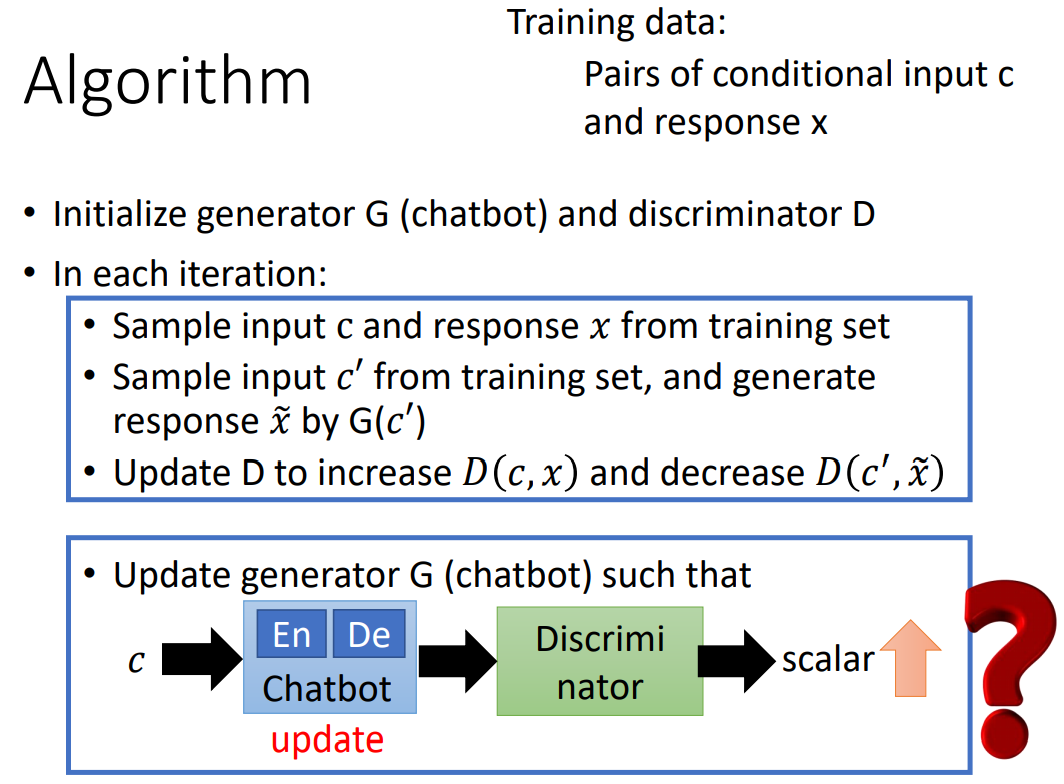 Training data:
Algorithm
Pairs of conditional input c
and response x
• Initialize generator G (chatbot) and discriminator D
• In each iteration:
• Sample input c and response x from training set
• Sample input c′ from training set, and generate
response x̃ by G(c′)
• Update D to increase D(c, x) and decrease D(c′, x̃)
• Update generator G (chatbot) such that
c
En De
Chatbot
update
Discrimi
nator
scalar
?